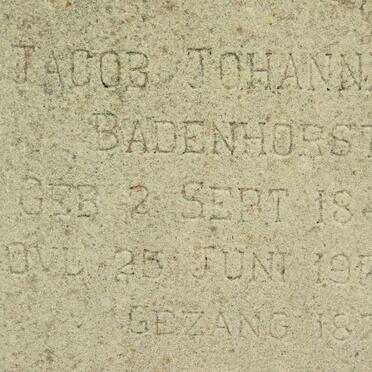 JACOB JOHANN
BADENHORST
GEB 2 SEPT 18
OVL 25 JUNI 19
GEZANG 18